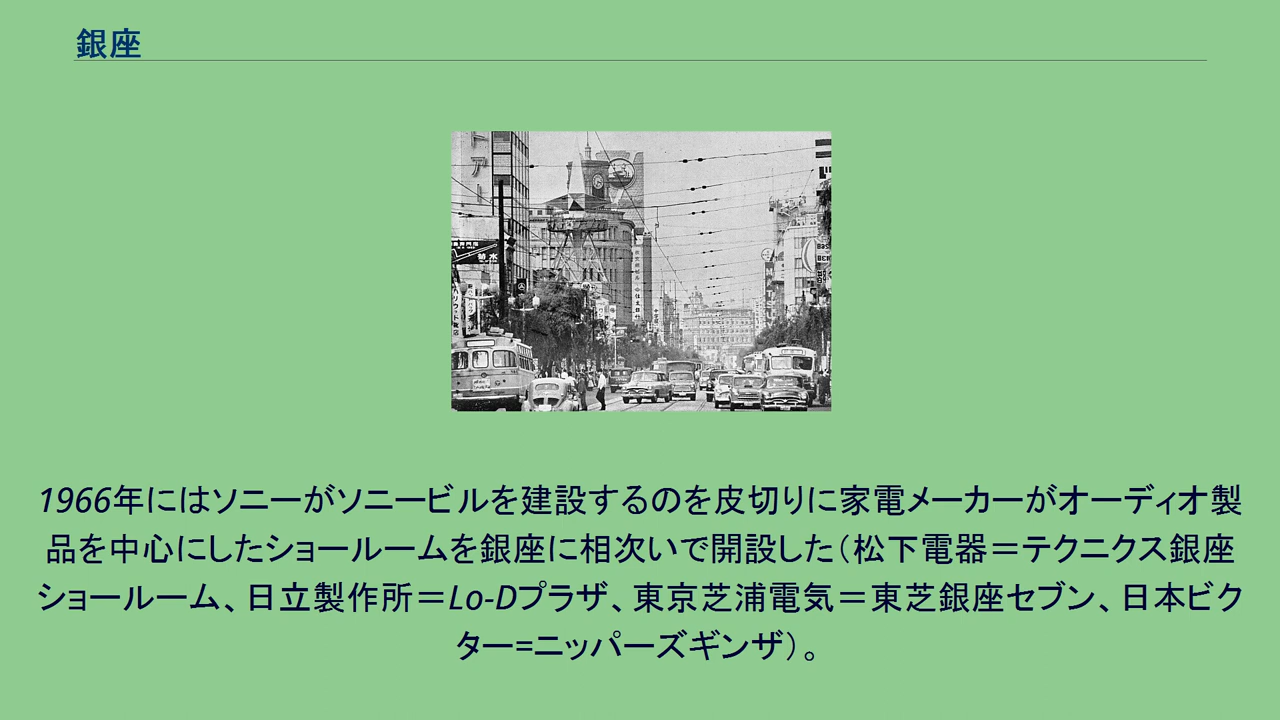 銀座
1966年にはソニーがソニービルを建設するのを皮切りに家電メーカーがオーディオ製
品を中心にしたショールームを銀座に相次いで開設した（松下電器＝テクニクス銀座
ショールーム、日立製作所＝Lo-Dプラザ、東京芝浦電気＝東芝銀座セブン、日本ビク
ター=ニッパーズギンザ）。